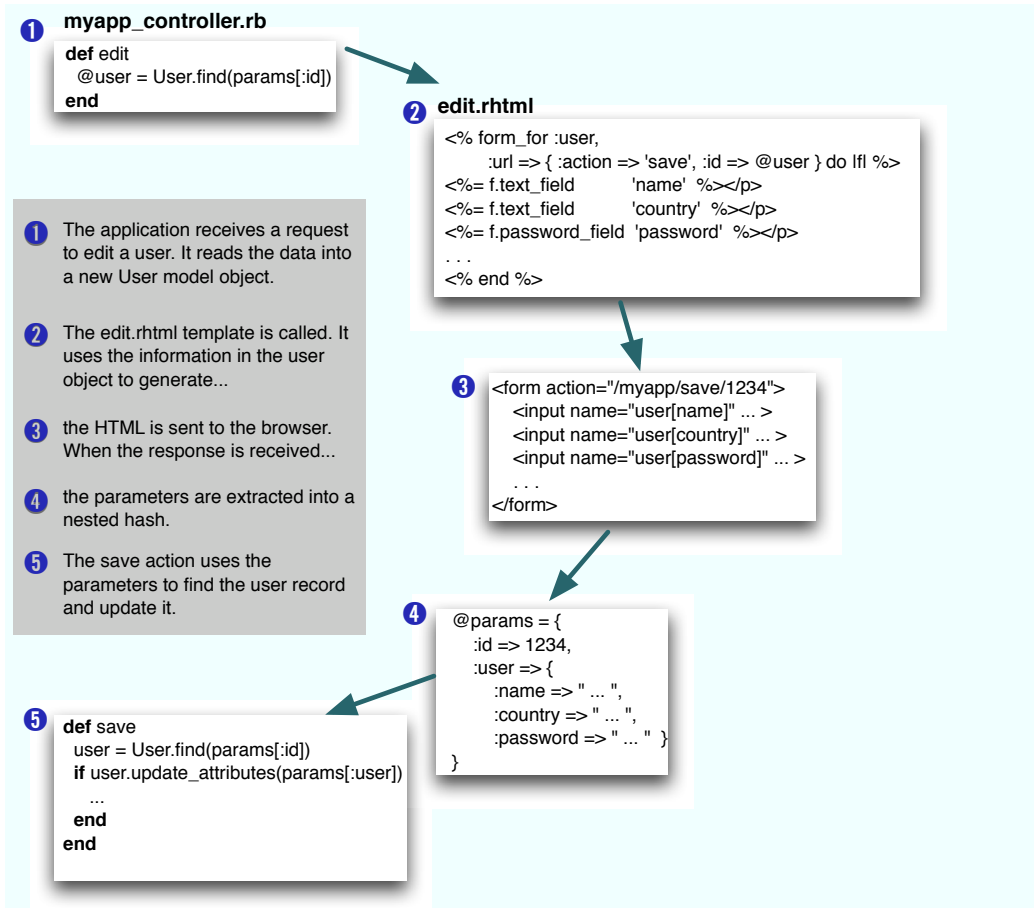 1 myapp_controller.rb
def edit
@user = User.find(params[:id])
end
2 edit.rhtml
<% form_for :user,
:url => { :action => 'save', :id => @user } do |f| %>
<%= f.text_field 'name' %></p>
<%= f.text_field 'country' %></p>
<%= f.password_field 'password' %></p>
. . .
<% end %>
1 The application receives a request
to edit a user. It reads the data into
a new User model object.
2 The edit.rhtml template is called. It
uses the information in the user
object to generate...
3 the HTML is sent to the browser.
When the response is received...
4 the parameters are extracted into a
nested hash.
5 The save action uses the
parameters to find the user record
and update it.
3 <form action="/myapp/save/1234">
<input name="user[name]" ... >
<input name="user[country]" ... >
<input name="user[password]" ... >
. . .
</form>
4 @params = {
:id => 1234,
:user => {
:name => " ... ",
:country => " ... ",
:password => " ... " }
}
5 def save
user = User.find(params[:id])
if user.update_attributes(params[:user])
...
end
end